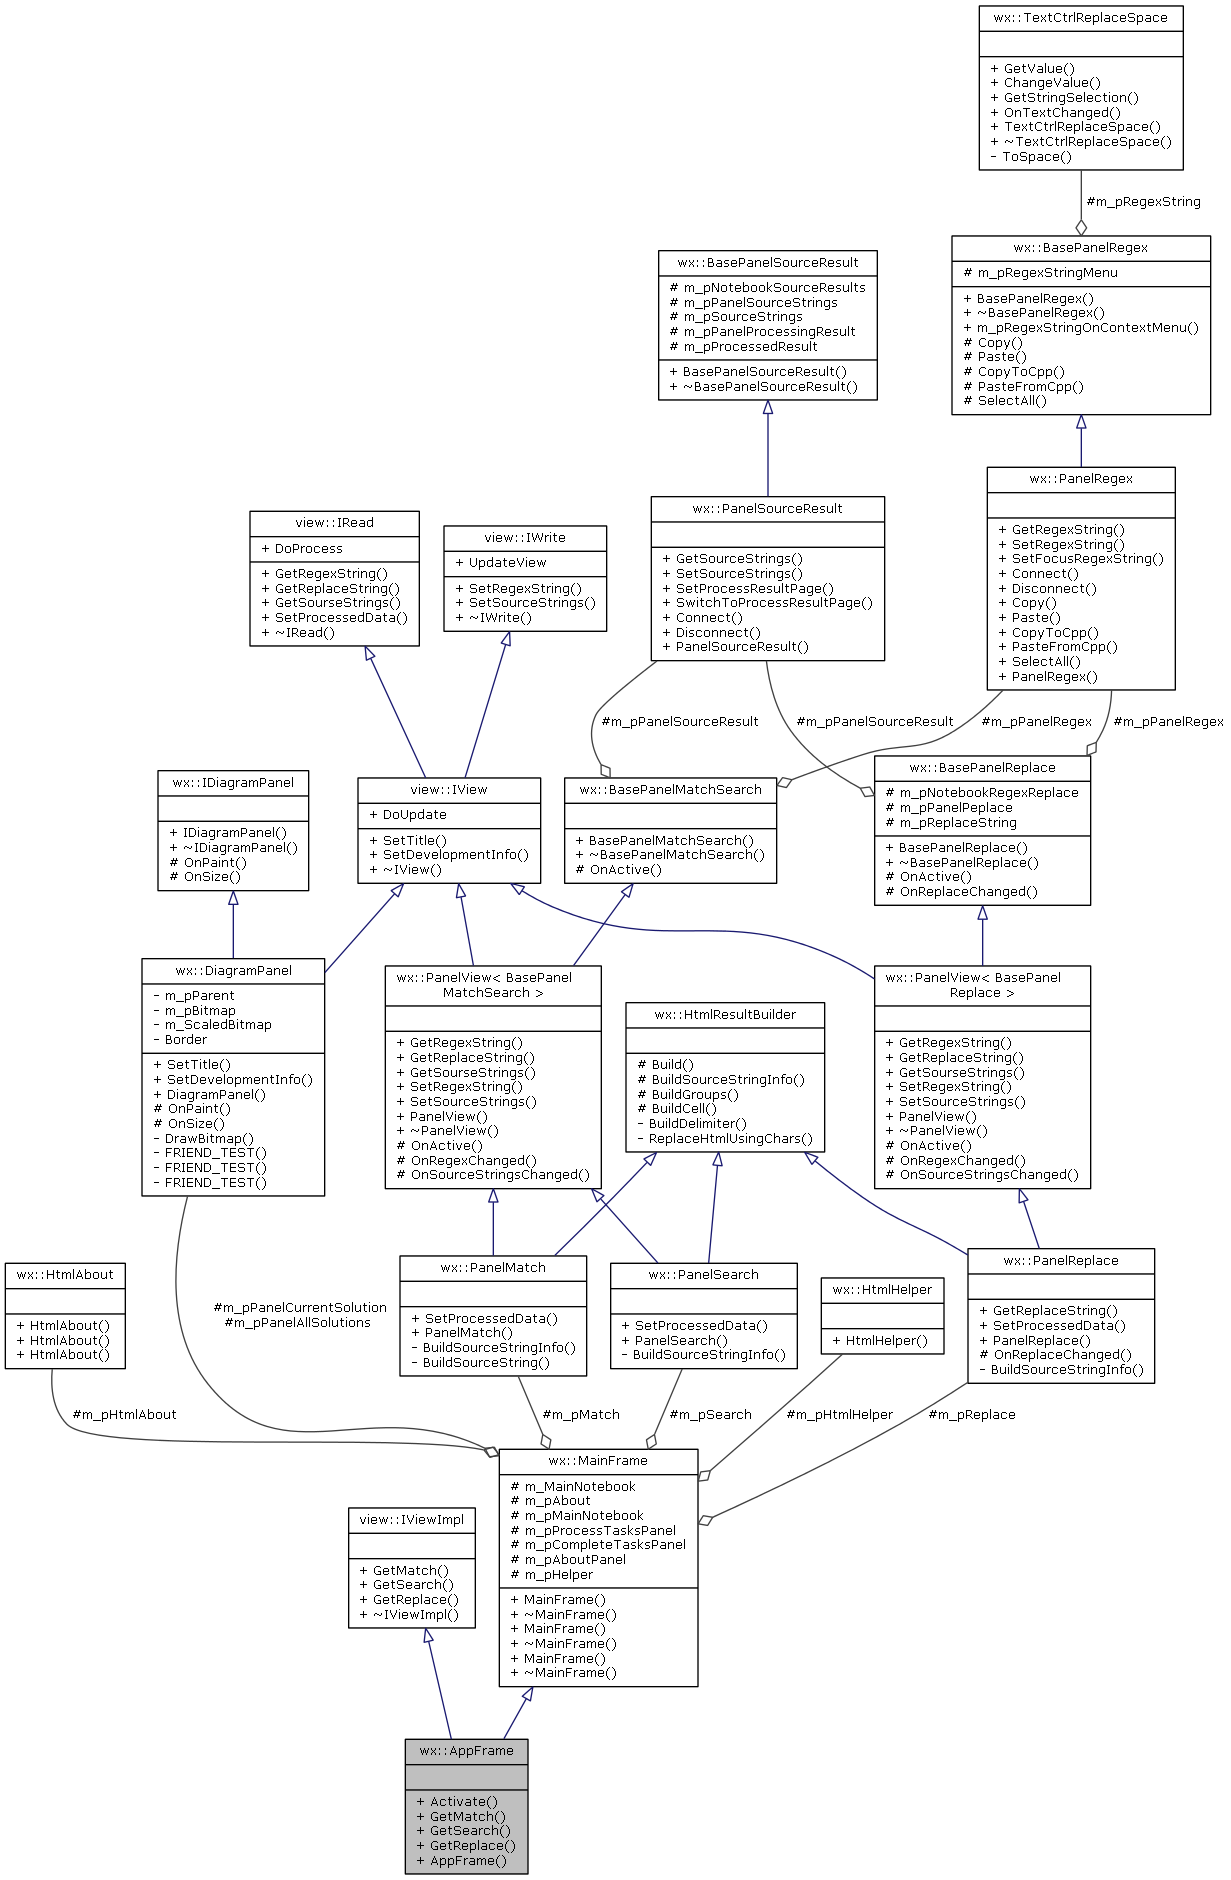 wx::TextCtrlReplaceSpace
+ GetValue()
+ ChangeValue()
+ GetStringSelection()
+ OnTextChanged()
+ TextCtrlReplaceSpace()
+ ~TextCtrlReplaceSpace()
- ToSpace()
#m_pRegexString
wx::BasePanelRegex
# m_pRegexStringMenu
+ BasePanelRegex()
+ ~BasePanelRegex()
+ m_pRegexStringOnContextMenu()
# Copy()
# Paste()
# CopyToCpp()
# PasteFromCpp()
# SelectAll()
wx::BasePanelSourceResult
# m_pNotebookSourceResults
# m_pPanelSourceStrings
# m_pSourceStrings
# m_pPanelProcessingResult
# m_pProcessedResult
+ BasePanelSourceResult()
+ ~BasePanelSourceResult()
wx::PanelRegex
+ GetRegexString()
+ SetRegexString()
+ SetFocusRegexString()
+ Connect()
+ Disconnect()
+ Copy()
+ Paste()
+ CopyToCpp()
+ PasteFromCpp()
+ SelectAll()
+ PanelRegex()
wx::PanelSourceResult
+ GetSourceStrings()
+ SetSourceStrings()
+ SetProcessResultPage()
+ SwitchToProcessResultPage()
+ Connect()
+ Disconnect()
+ PanelSourceResult()
view::IRead
+ DoProcess
+ GetRegexString()
+ GetReplaceString()
+ GetSourseStrings()
+ SetProcessedData()
+ ~IRead()
view::IWrite
+ UpdateView
+ SetRegexString()
+ SetSourceStrings()
+ ~IWrite()
#m_pPanelSourceResult
#m_pPanelSourceResult
#m_pPanelRegex
#m_pPanelRegex
wx::IDiagramPanel
+ IDiagramPanel()
+ ~IDiagramPanel()
# OnPaint()
# OnSize()
view::IView
+ DoUpdate
+ SetTitle()
+ SetDevelopmentInfo()
+ ~IView()
wx::BasePanelMatchSearch
+ BasePanelMatchSearch()
+ ~BasePanelMatchSearch()
# OnActive()
wx::BasePanelReplace
# m_pNotebookRegexReplace
# m_pPanelPeplace
# m_pReplaceString
+ BasePanelReplace()
+ ~BasePanelReplace()
# OnActive()
# OnReplaceChanged()
wx::DiagramPanel
- m_pParent
- m_pBitmap
- m_ScaledBitmap
- Border
+ SetTitle()
+ SetDevelopmentInfo()
+ DiagramPanel()
# OnPaint()
# OnSize()
- DrawBitmap()
- FRIEND_TEST()
- FRIEND_TEST()
- FRIEND_TEST()
wx::PanelView< BasePanel
MatchSearch >
+ GetRegexString()
+ GetReplaceString()
+ GetSourseStrings()
+ SetRegexString()
+ SetSourceStrings()
+ PanelView()
+ ~PanelView()
# OnActive()
# OnRegexChanged()
# OnSourceStringsChanged()
wx::HtmlResultBuilder
# Build()
# BuildSourceStringInfo()
# BuildGroups()
# BuildCell()
- BuildDelimiter()
- ReplaceHtmlUsingChars()
wx::PanelView< BasePanel
Replace >
+ GetRegexString()
+ GetReplaceString()
+ GetSourseStrings()
+ SetRegexString()
+ SetSourceStrings()
+ PanelView()
+ ~PanelView()
# OnActive()
# OnRegexChanged()
# OnSourceStringsChanged()
wx::HtmlAbout
+ HtmlAbout()
+ HtmlAbout()
+ HtmlAbout()
#m_pPanelCurrentSolution
#m_pPanelAllSolutions
wx::PanelMatch
+ SetProcessedData()
+ PanelMatch()
- BuildSourceStringInfo()
- BuildSourceString()
wx::PanelSearch
+ SetProcessedData()
+ PanelSearch()
- BuildSourceStringInfo()
wx::HtmlHelper
+ HtmlHelper()
wx::PanelReplace
+ GetReplaceString()
+ SetProcessedData()
+ PanelReplace()
# OnReplaceChanged()
- BuildSourceStringInfo()
#m_pHtmlAbout
#m_pMatch
#m_pSearch
#m_pHtmlHelper
#m_pReplace
wx::MainFrame
# m_MainNotebook
# m_pAbout
# m_pMainNotebook
# m_pProcessTasksPanel
# m_pCompleteTasksPanel
# m_pAboutPanel
# m_pHelper
+ MainFrame()
+ ~MainFrame()
+ MainFrame()
+ ~MainFrame()
+ MainFrame()
+ ~MainFrame()
view::IViewImpl
+ GetMatch()
+ GetSearch()
+ GetReplace()
+ ~IViewImpl()
wx::AppFrame
+ Activate()
+ GetMatch()
+ GetSearch()
+ GetReplace()
+ AppFrame()